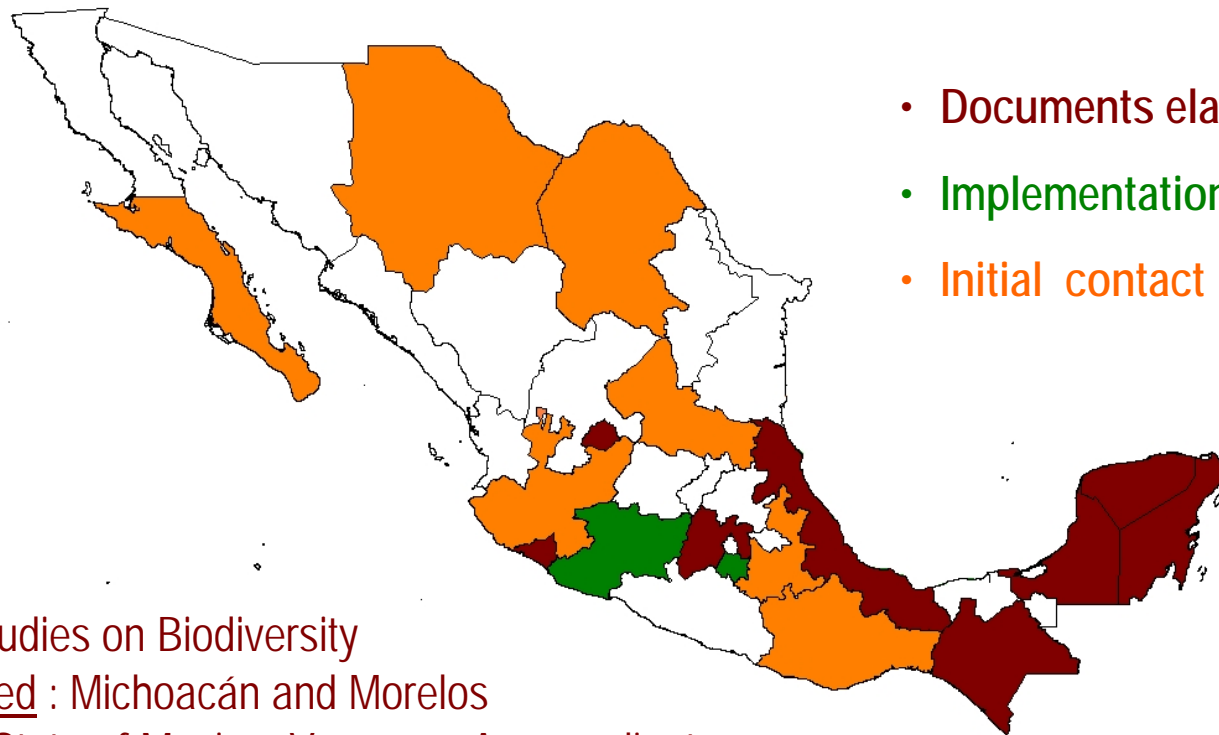 • Documents ela
• Implementation
• Initial contact
udies on Biodiversity
ed : Michoacán and Morelos